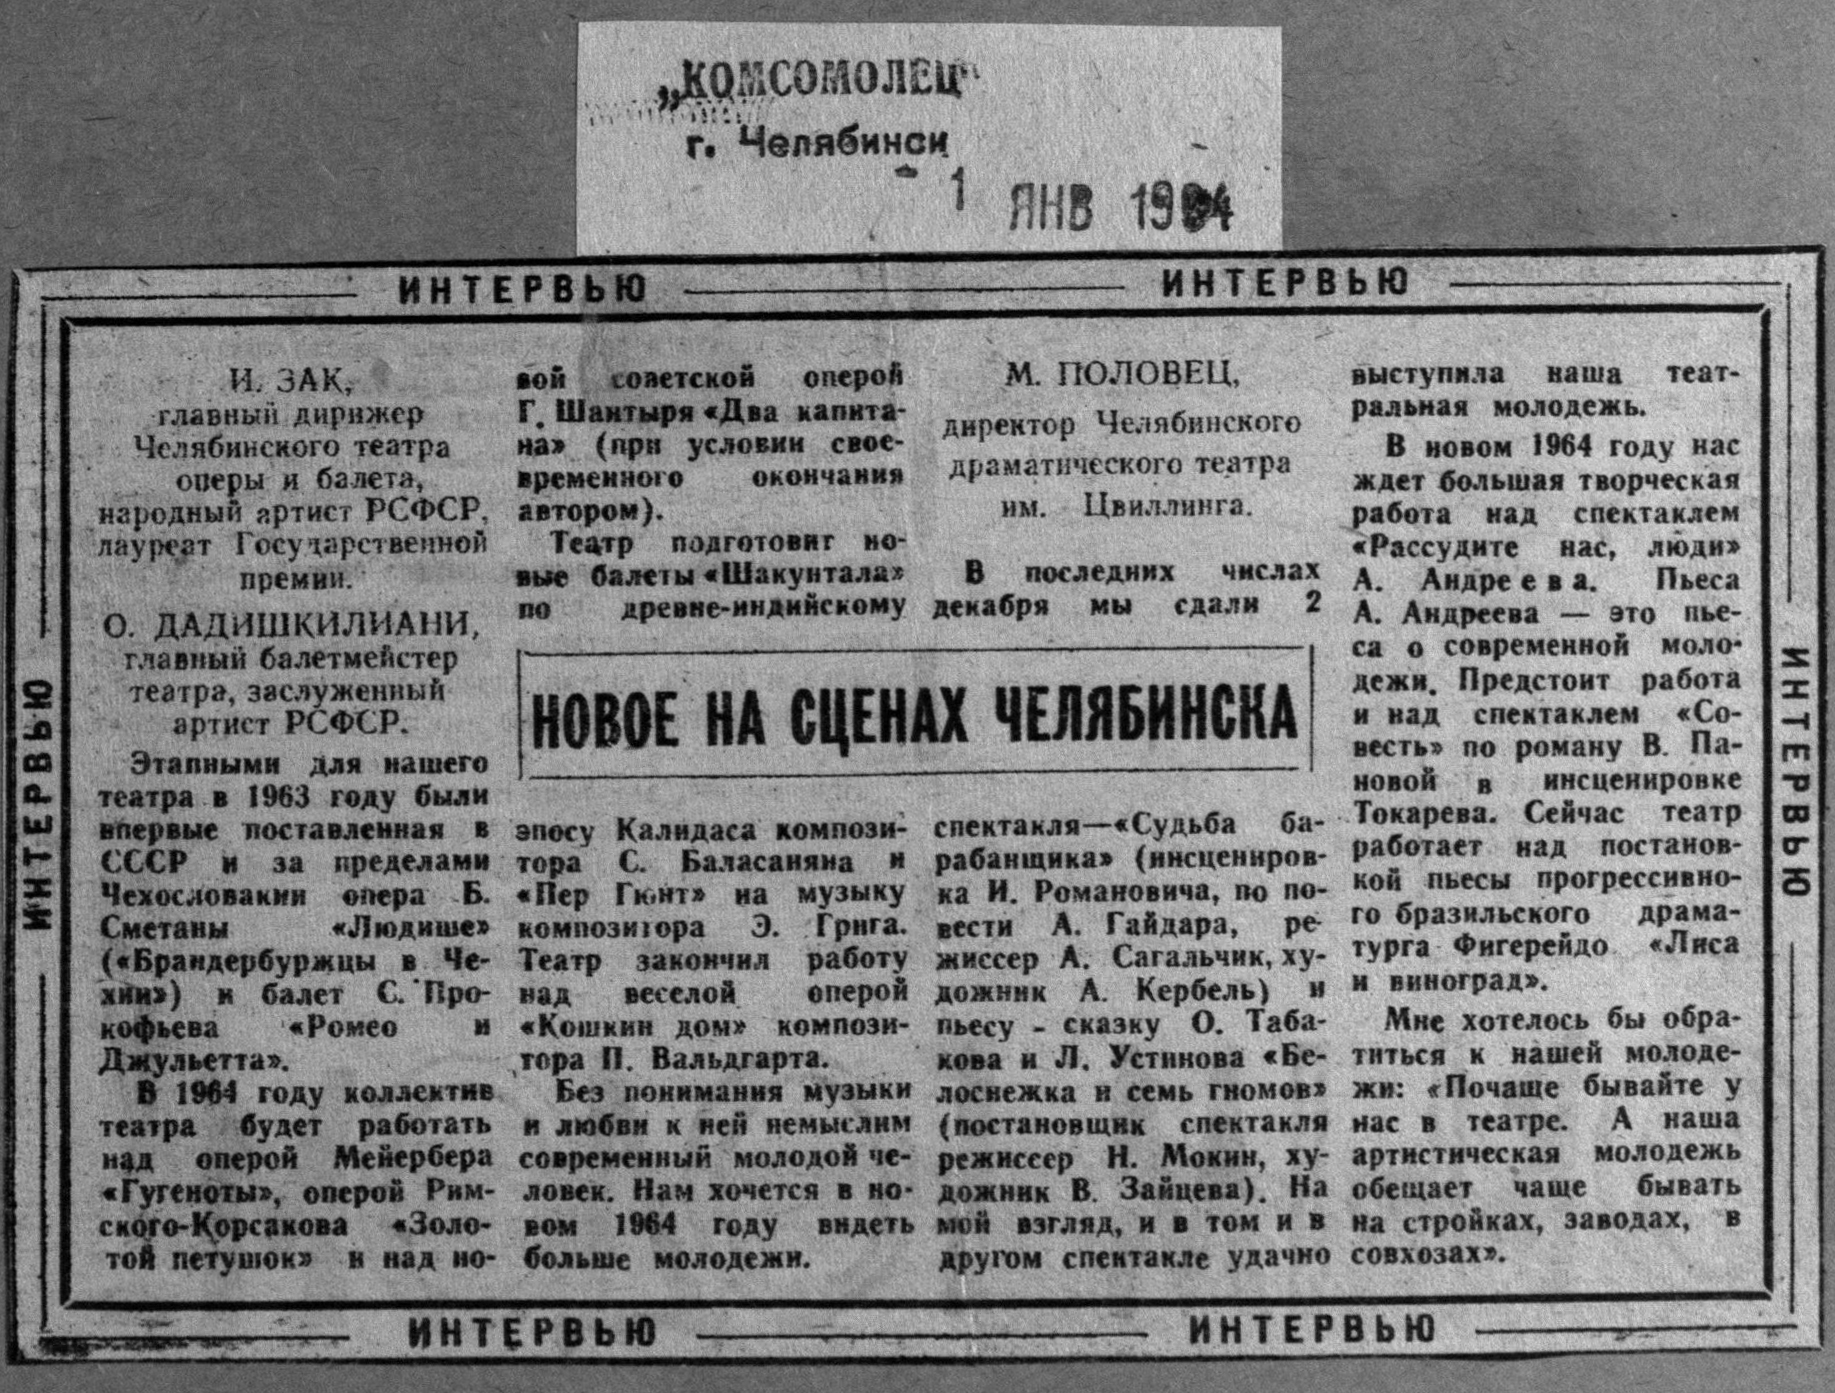 „КОМСОМОЛЕЦ“
г. Челябинск
- 1 ЯНВ 1964
ИНТЕРВЬЮ
ИНТЕРВЬЮ
И. ЗАК,
главный дирижер
Челябинского театра
оперы и балета,
народный артист РСФСР,
лауреат Государственной
премии.
О. ДАДИШКИЛИАНИ,
главный балетмейстер
театра, заслуженный
артист РСФСР.
Этапными для нашего
театра в 1963 году были
впервые поставленная в
СССР и за пределами
Чехословакии опера Б.
Сметаны «Людише»
(«Брандербуржцы в Че-
хии») и балет С. Про-
кофьева «Ромео и
Джульетта».
В 1964 году коллектив
театра будет работать
над оперой Мейербера
«Гугеноты», оперой Рим-
ского-Корсакова «Золо-
той петушок» и над но-
вой советской оперой
Г. Шантыря «Два капита-
на» (при условии свое-
временного окончания
автором).
Театр подготовит но-
вые балеты «Шакунтала»
по древне-индийскому
НОВОЕ НА СЦЕНАХ ЧЕЛЯБИНСКА
эпосу Калидаса компози-
тора С. Баласаняна и
«Пер Гюнт» на музыку
композитора Э. Грига.
Театр закончил работу
над веселой оперой
«Кошкин дом» компози-
тора П. Вальдгарта.
Без понимания музыки
и любви к ней немыслим
современный молодой че-
ловек. Нам хочется в но-
вом 1964 году видеть
больше молодежи.
М. ПОЛОВЕЦ,
директор Челябинского
драматического театра
им. Цвиллинга.
В последних числах
декабря мы сдали 2
спектакля—«Судьба ба-
рабанщика» (инсцениров-
ка И. Романовича, по по-
вести А. Гайдара, ре-
жиссер А. Сагальчик, ху-
дожник А. Кербель) и
пьесу - сказку О. Таба-
кова и Л. Устинова «Бе-
лоснежка и семь гномов»
(постановщик спектакля
режиссер Н. Мокин, ху-
дожник В. Зайцева). На
мой взгляд, и в том и в
другом спектакле удачно
выступила наша теат-
ральная молодежь.
В новом 1964 году нас
ждет большая творческая
работа над спектаклем
«Рассудите нас, люди»
А. Андреева. Пьеса
А. Андреева — это пье-
са о современной моло-
дежи. Предстоит работа
и над спектаклем «Со-
весть» по роману В. Па-
новой в инсценировке
Токарева. Сейчас театр
работает над постанов-
кой пьесы прогрессивно-
го бразильского драма-
турга Фигерейдо «Лиса
и виноград».
Мне хотелось бы обра-
титься к нашей молоде-
жи: «Почаще бывайте у
нас в театре. А наша
артистическая молодежь
обещает чаще бывать
на стройках, заводах, в
совхозах».
ИНТЕРВЬЮ
ИНТЕРВЬЮ
ИНТЕРВЬЮ
ИНТЕРВЬЮ